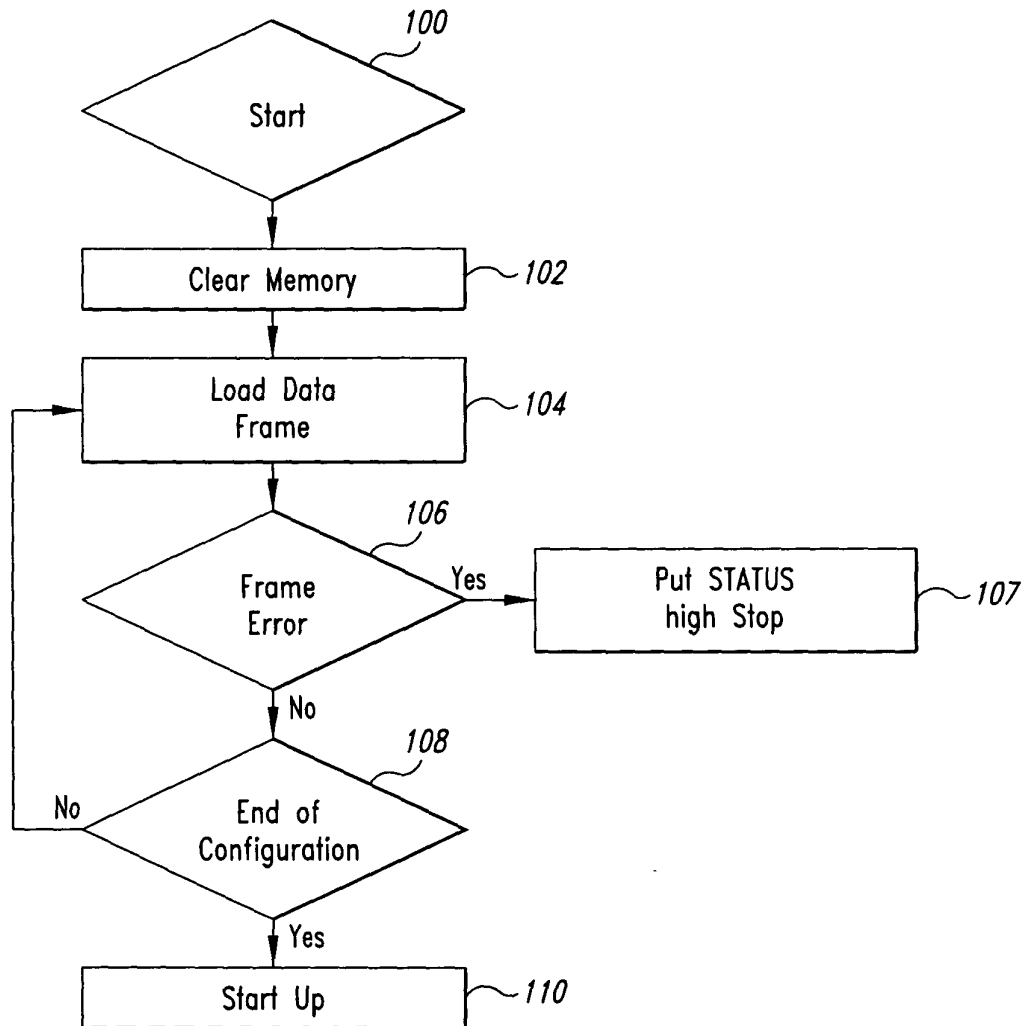 100
Start
Clear Memory
102
Load Data
Frame
104
106
Frame
Error
Yes
Put STATUS
high Stop
107
No
108
End of
Configuration
No
Yes
Start Up
110